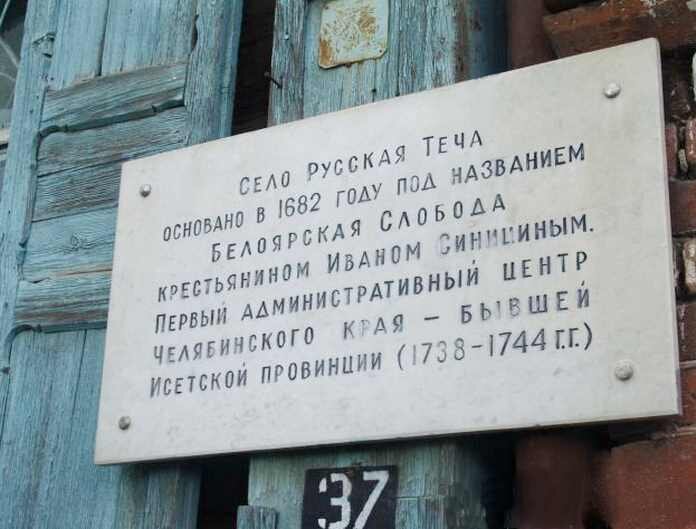 Село Русская Теча
основано в 1682 году под названием
Белоярская Слобода
крестьянином Иваном Синициным.
Первый административный центр
Челябинского края – бывшей
Исетской провинции (1738-1744 г.г.)
37